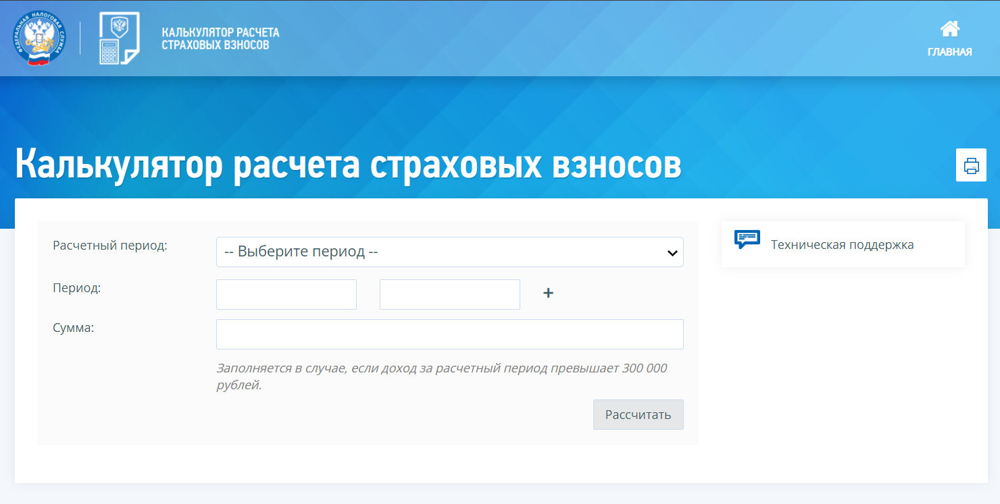 ФЕДЕРАЛЬНАЯ НАЛОГОВАЯ СЛУЖБА
КАЛЬКУЛЯТОР РАСЧЕТА
СТРАХОВЫХ ВЗНОСОВ
ГЛАВНАЯ
Калькулятор расчета страховых взносов
Расчетный период:
-- Выберите период --
Техническая поддержка
Период:
+
Сумма:
Заполняется в случае, если доход за расчетный период превышает 300 000
рублей.
Рассчитать